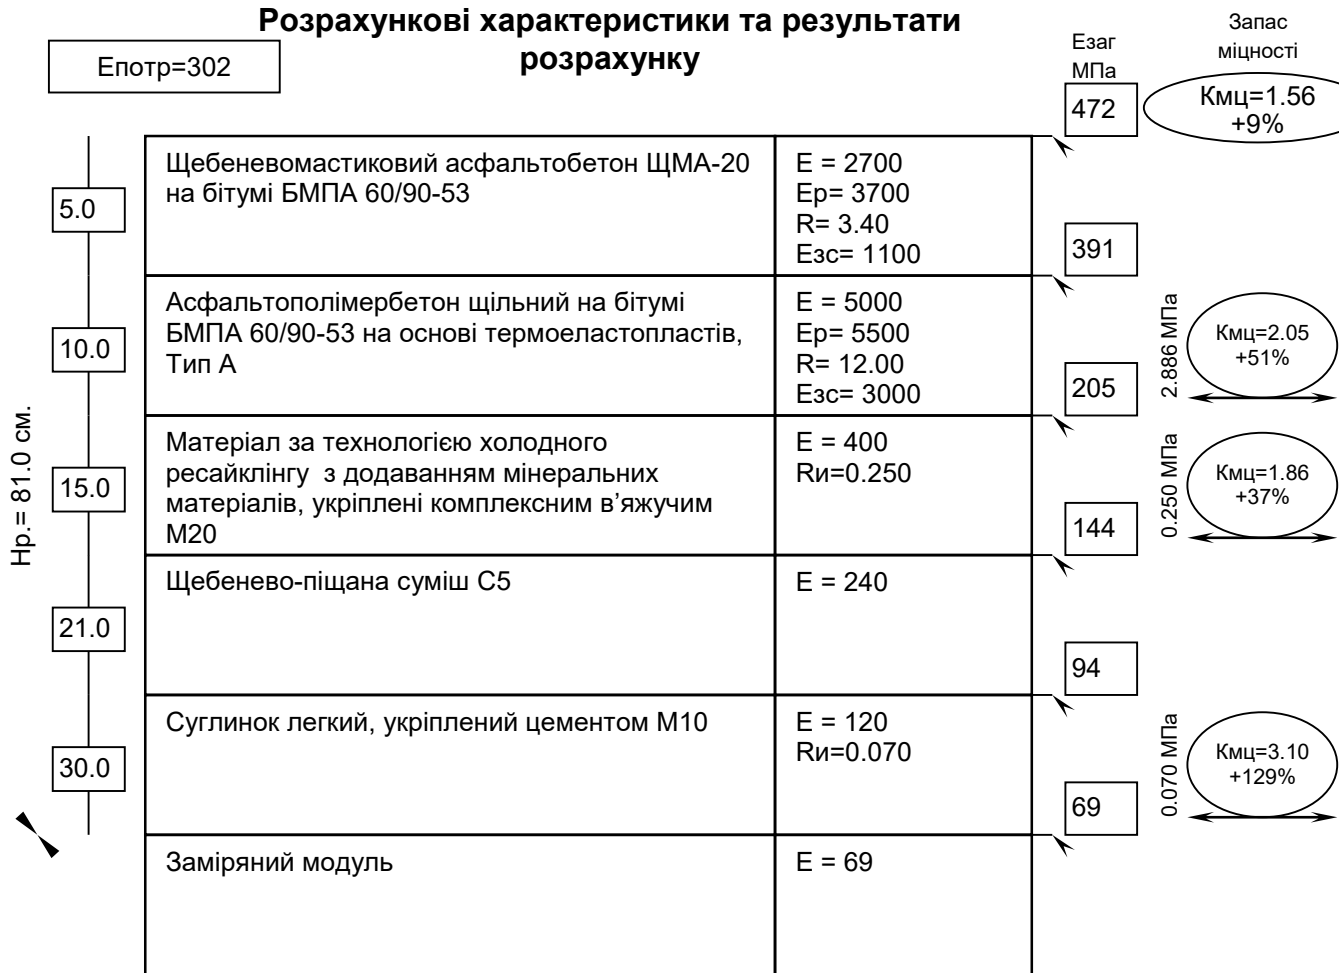 Розрахункові характеристики та результати
розрахунку
Епотр=302
Езаг
МПа
Запас
міцності
472
Кмц=1.56
+9%
5.0
Щебеневомастиковий асфальтобетон ЩМА-20
на бітумі БМПА 60/90-53
E = 2700
Ep= 3700
R= 3.40
Езс= 1100
391
10.0
Асфальтополімербетон щільний на бітумі
БМПА 60/90-53 на основі термоеластопластів,
Тип А
E = 5000
Ep= 5500
R= 12.00
Езс= 3000
205
2.886 МПа
Кмц=2.05
+51%
Нр.= 81.0 см.
15.0
Матеріал за технологією холодного
ресайклінгу  з додаванням мінеральних
матеріалів, укріплені комплексним в’яжучим
М20
E = 400
Rи=0.250
144
0.250 МПа
Кмц=1.86
+37%
21.0
Щебенево-піщана суміш С5
E = 240
94
30.0
Суглинок легкий, укріплений цементом М10
E = 120
Rи=0.070
69
0.070 МПа
Кмц=3.10
+129%
Заміряний модуль
E = 69